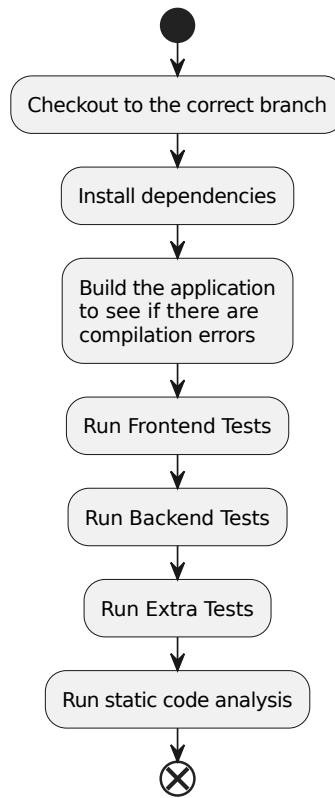 Checkout to the correct branch
Install dependencies
Build the application
to see if there are
compilation errors
Run Frontend Tests
Run Backend Tests
Run Extra Tests
Run static code analysis